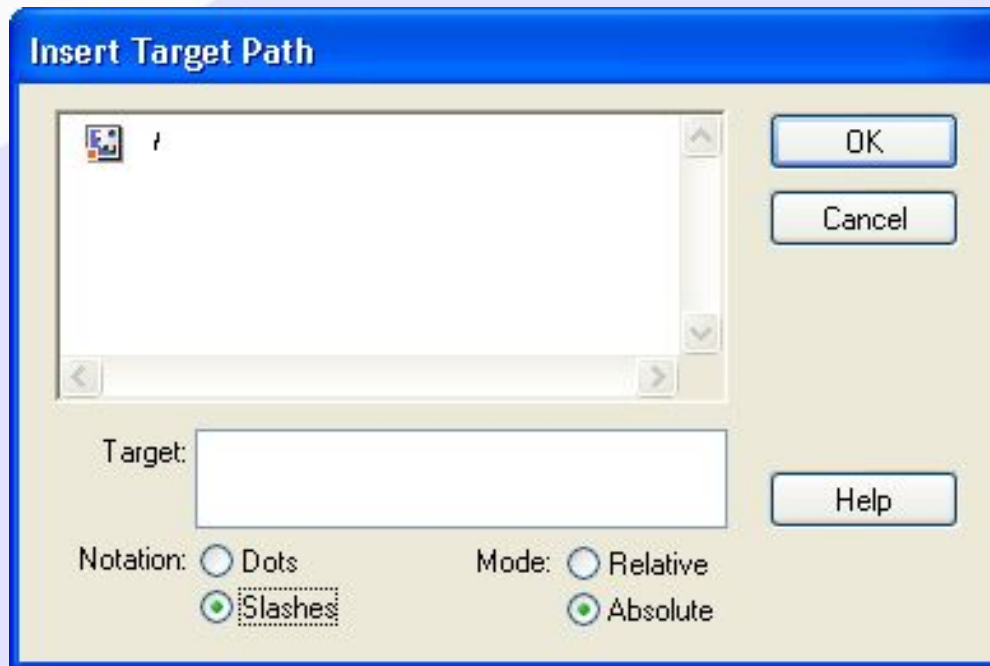 Insert Target Path
/
OK
Cancel
Target:
Help
Notation: Dots Mode: Relative
Slashes Absolute